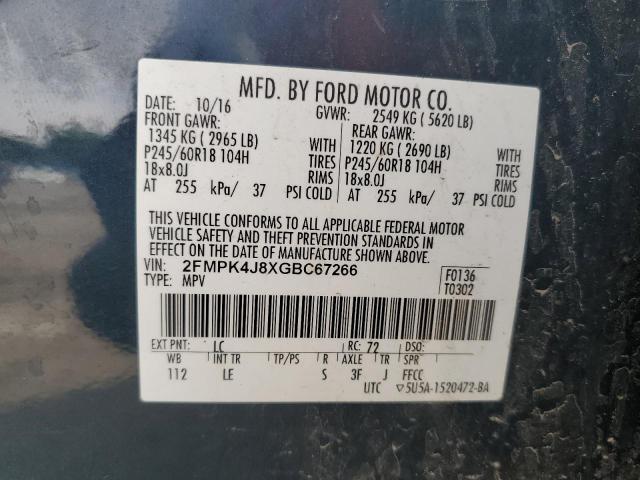 MFD. BY FORD MOTOR CO.
DATE: 10/16 GVWR: 2549 KG ( 5620 LB)
FRONT GAWR: REAR GAWR:
1345 KG ( 2965 LB) WITH 1220 KG ( 2690 LB) WITH
P245/60R18 104H TIRES P245/60R18 104H TIRES
18x8.0J RIMS 18x8.0J RIMS
AT 255 kPa/ 37 PSI COLD AT 255 kPa/ 37 PSI COLD
THIS VEHICLE CONFORMS TO ALL APPLICABLE FEDERAL MOTOR
VEHICLE SAFETY AND THEFT PREVENTION STANDARDS IN
EFFECT ON THE DATE OF MANUFACTURE SHOWN ABOVE.
VIN: 2FMPK4J8XGBC67266 F0136
TYPE: MPV T0302
EXT PNT: LC RC: 72 DSO:
WB INT TR TP/PS R AXLE TR SPR
112 LE S 3F J FFCC
UTC ▽5U5A-1520472-BA